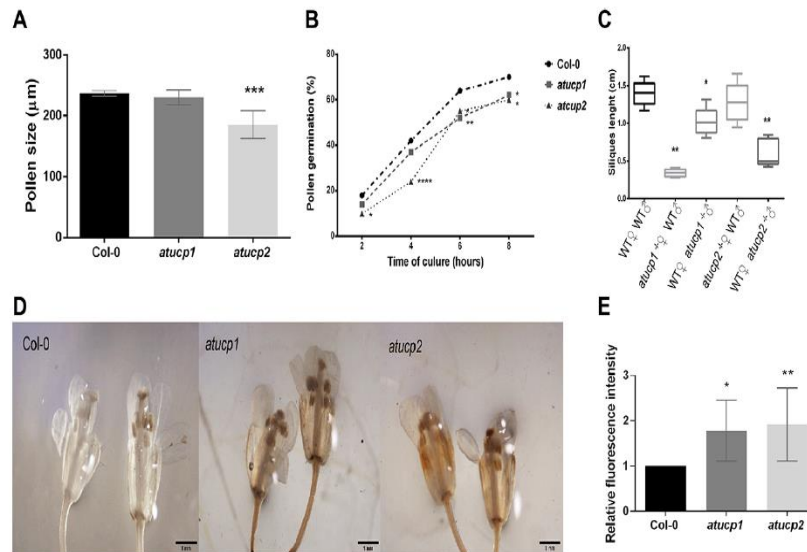 A
Pollen size (μm)
300
200
100
0
***
Col-0
atucp1
atucp2
B
Pollen germination (%)
80
60
40
20
0
*
****
**
*
*
2
4
6
8
Time of culure (hours)
Col-0
atucp1
atcup2
C
Siliques lenght (cm)
2.0
1.5
1.0
0.5
0.0
**
*
**
WT♀ WT♂
atucp1 -/-♀ WT♂
WT♀ atucp1 -/-♂
atucp2 -/-♀ WT♂
WT♀ atucp2 -/-♂
D
Col-0
atucp1
atucp2
E
Relative fluorescence intensity
3
2
1
0
*
**
Col-0
atucp1
atucp2